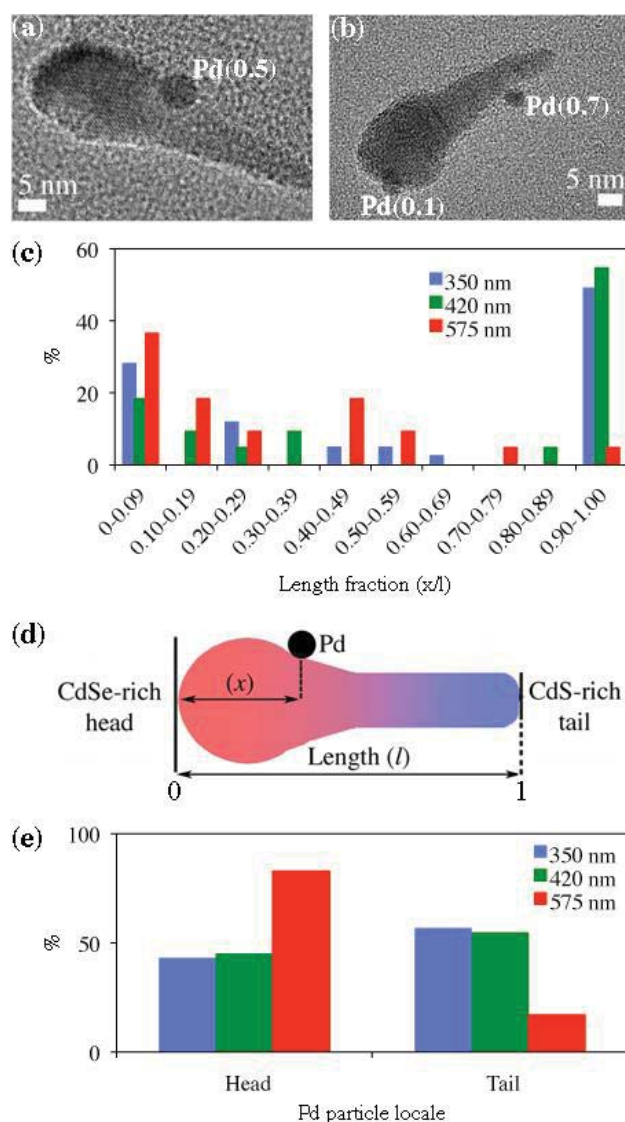 (a)
Pd(0.5)
5 nm
(b)
Pd(0.7)
Pd(0.1)
5 nm
(c)
60
40
20
0
%
350 nm
420 nm
575 nm
0-0.09
0.10-0.19
0.20-0.29
0.30-0.39
0.40-0.49
0.50-0.59
0.60-0.69
0.70-0.79
0.80-0.89
0.90-1.00
Length fraction (x/l)
(d)
Pd
CdSe-rich
head
(x)
CdS-rich
tail
Length (l)
0
1
(e)
100
50
0
%
350 nm
420 nm
575 nm
Head
Tail
Pd particle locale